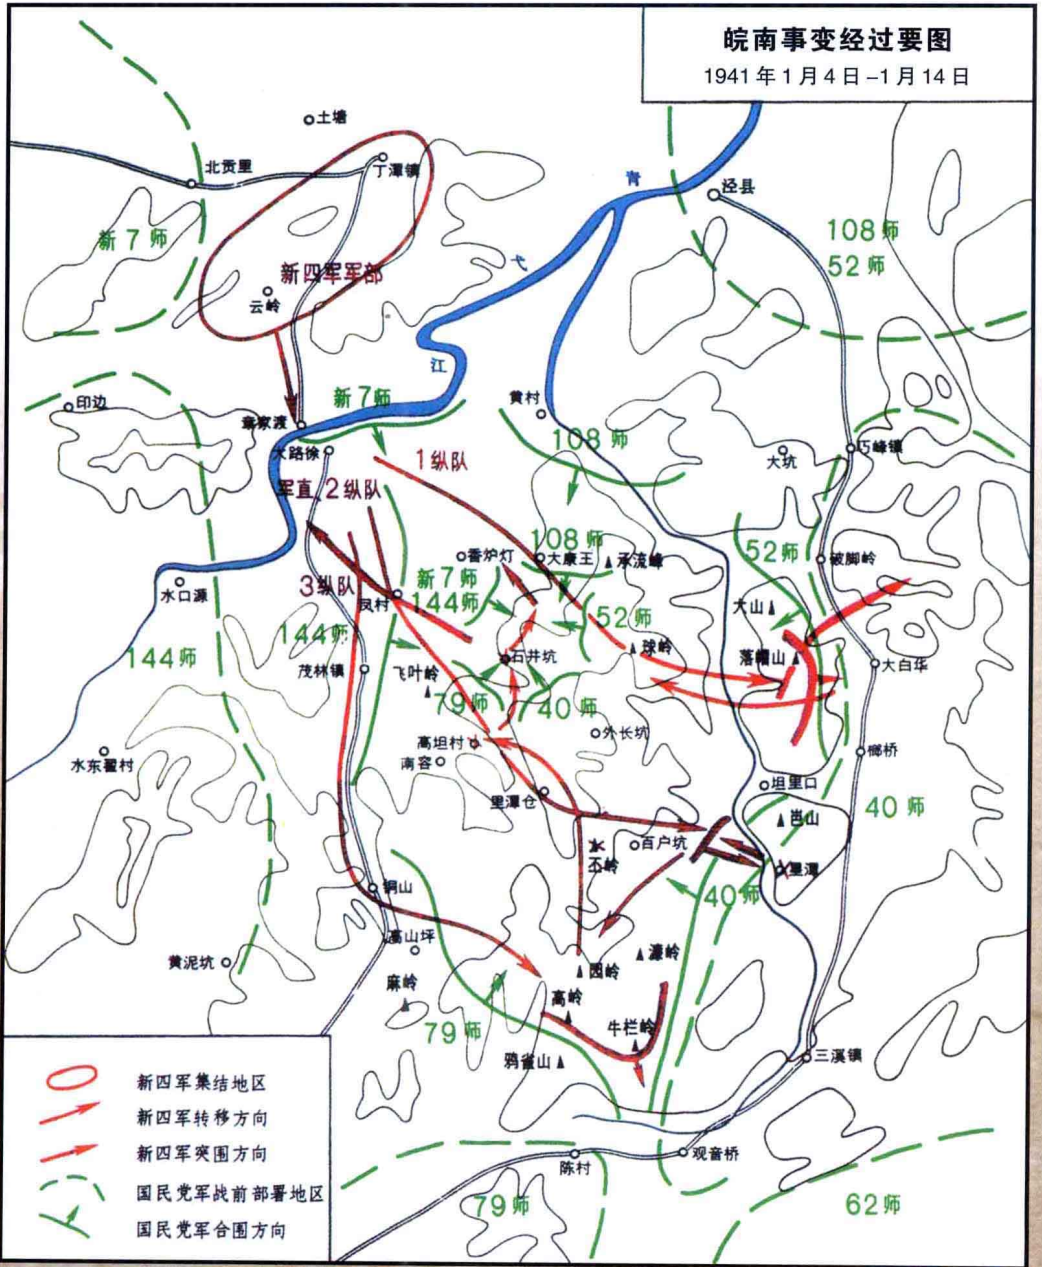 皖南事变经过要图
1941年1月4日-1月14日
土塘
北贡里
丁潭镇
青
泾县
新7师
108师
52师
新四军军部
弋
云岭
江
印边
新7师
黄村
章家渡
108师
大路徐
1纵队
大坑
巧峰镇
军直
2纵队
香炉灯
108师
大康王
承流峰
52师
破脚岭
水口源
3纵队
凤村
新7师
144师
52师
大山
144师
144师
茂林镇
飞叶岭
石井坑
球岭
落帽山
大白华
79师
40师
水东翟村
高坦村
南容
外长坑
榔桥
里潭仓
坦里口
40师
岜山
丕岭
百户坑
星潭
铜山
40师
高山坪
黄泥坑
麻岭
园岭
濂岭
高岭
79师
牛栏岭
鸦雀山
三溪镇
陈村
观音桥
79师
62师
新四军集结地区
新四军转移方向
新四军突围方向
国民党军战前部署地区
国民党军合围方向